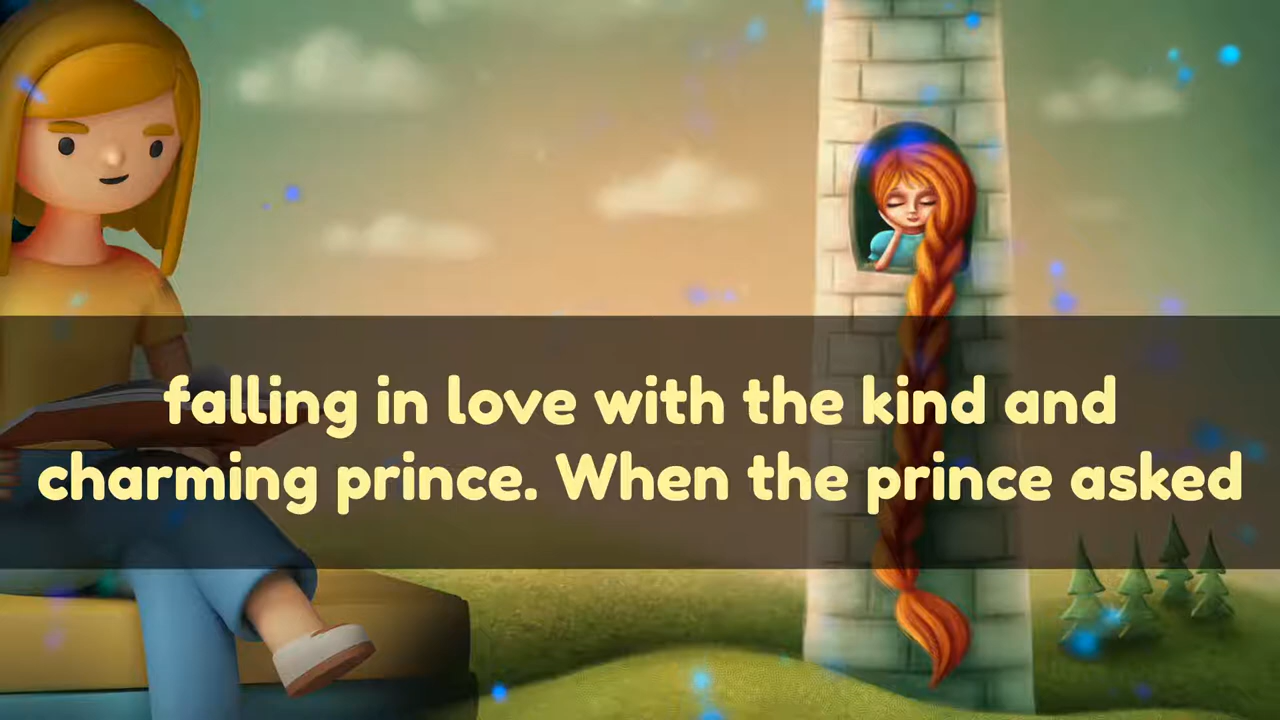 falling in love with the kind and
charming prince. When the prince asked